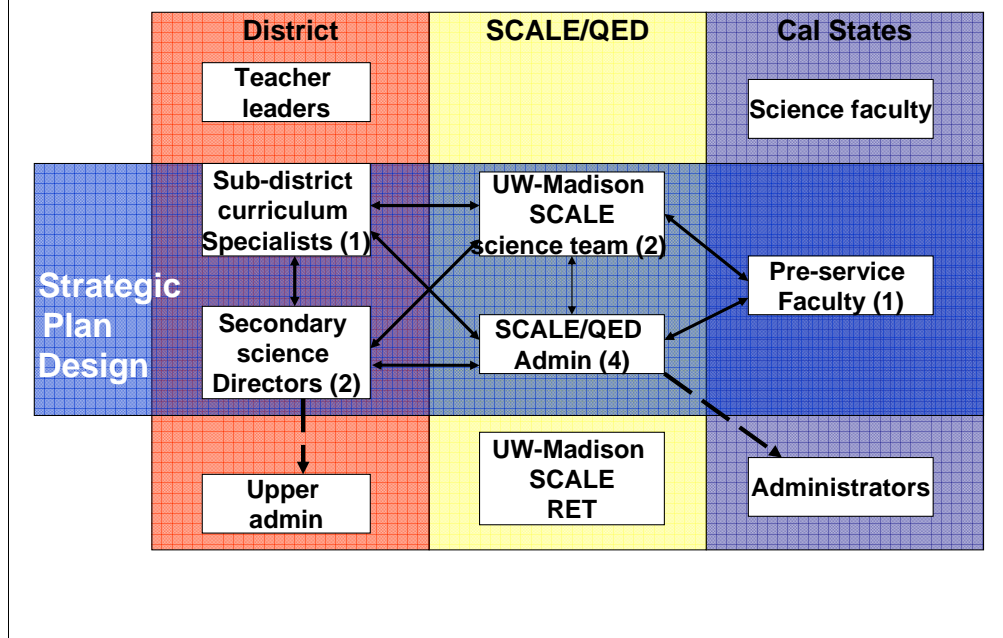 District
SCALE/QED
Cal States
Teacher
leaders
Science faculty
Sub-district
curriculum
Specialists (1)
UW-Madison
SCALE
science team (2)
Pre-service
Faculty (1)
Strategic
Plan
Design
Secondary
science
Directors (2)
SCALE/QED
Admin (4)
Upper
admin
UW-Madison
SCALE
RET
Administrators